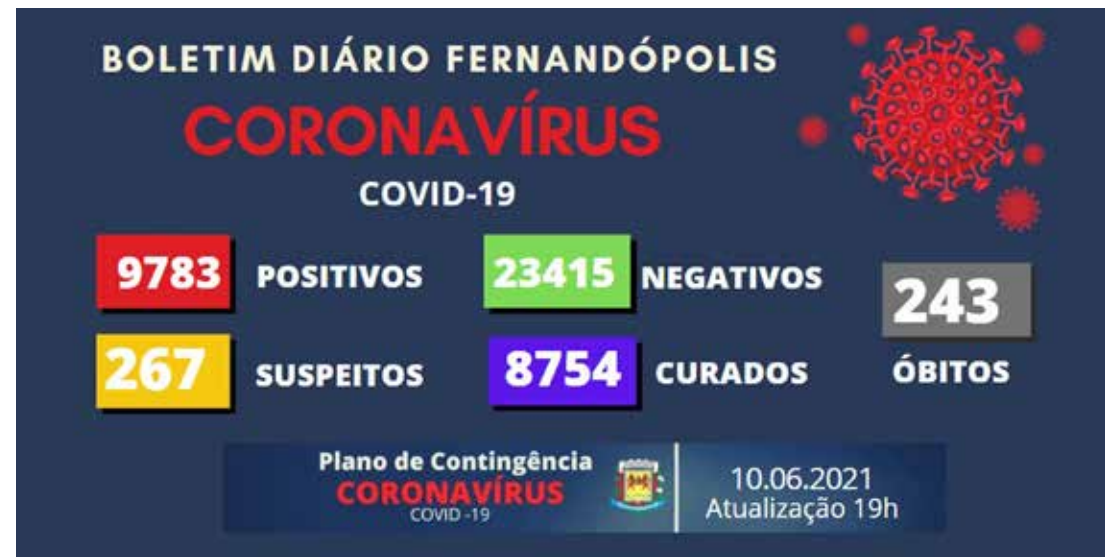 BOLETIM DIÁRIO FERNANDÓPOLIS
CORONAVÍRUS
COVID-19
9783 POSITIVOS
23415 NEGATIVOS
267 SUSPEITOS
8754 CURADOS
243
ÓBITOS
Plano de Contingência
CORONAVÍRUS
COVID -19
10.06.2021
Atualização 19h